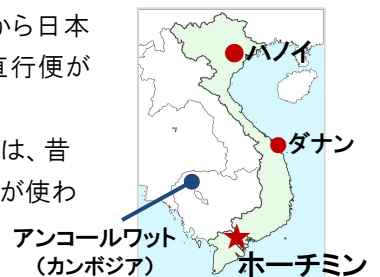 から日本
直行便が
は、昔
が使わ
ハノイ
ダナン
アンコールワット
（カンボジア）
ホーチミン